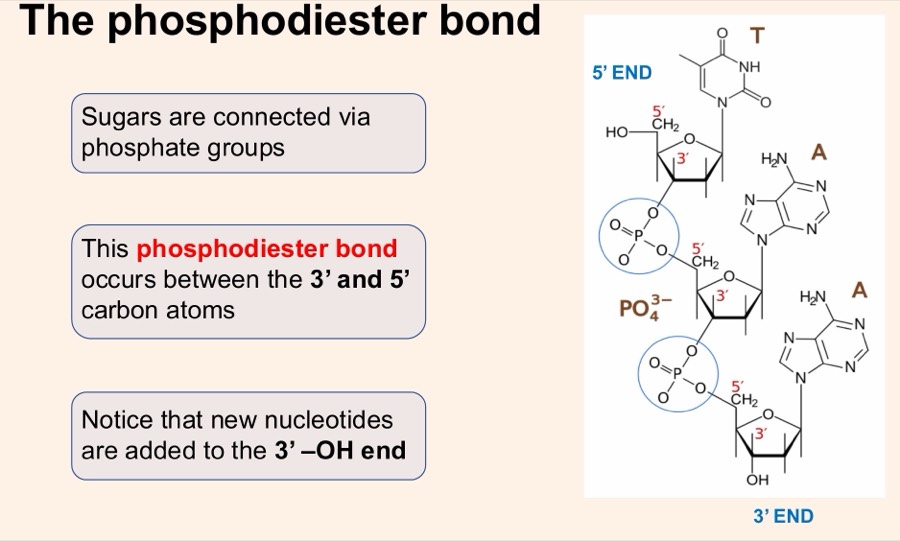 The phosphodiester bond
Sugars are connected via
phosphate groups
This phosphodiester bond
occurs between the 3’ and 5’
carbon atoms
Notice that new nucleotides
are added to the 3’ –OH end
5’ END
T
O
NH
N
O
5′
CH₂
HO
O
3′
H₂N
A
N
N
N
N
O
O
P
O
O
5′
CH₂
O
3′
PO₄³⁻
H₂N
A
N
N
N
N
O
O
P
O
O
5′
CH₂
O
3′
OH
3’ END